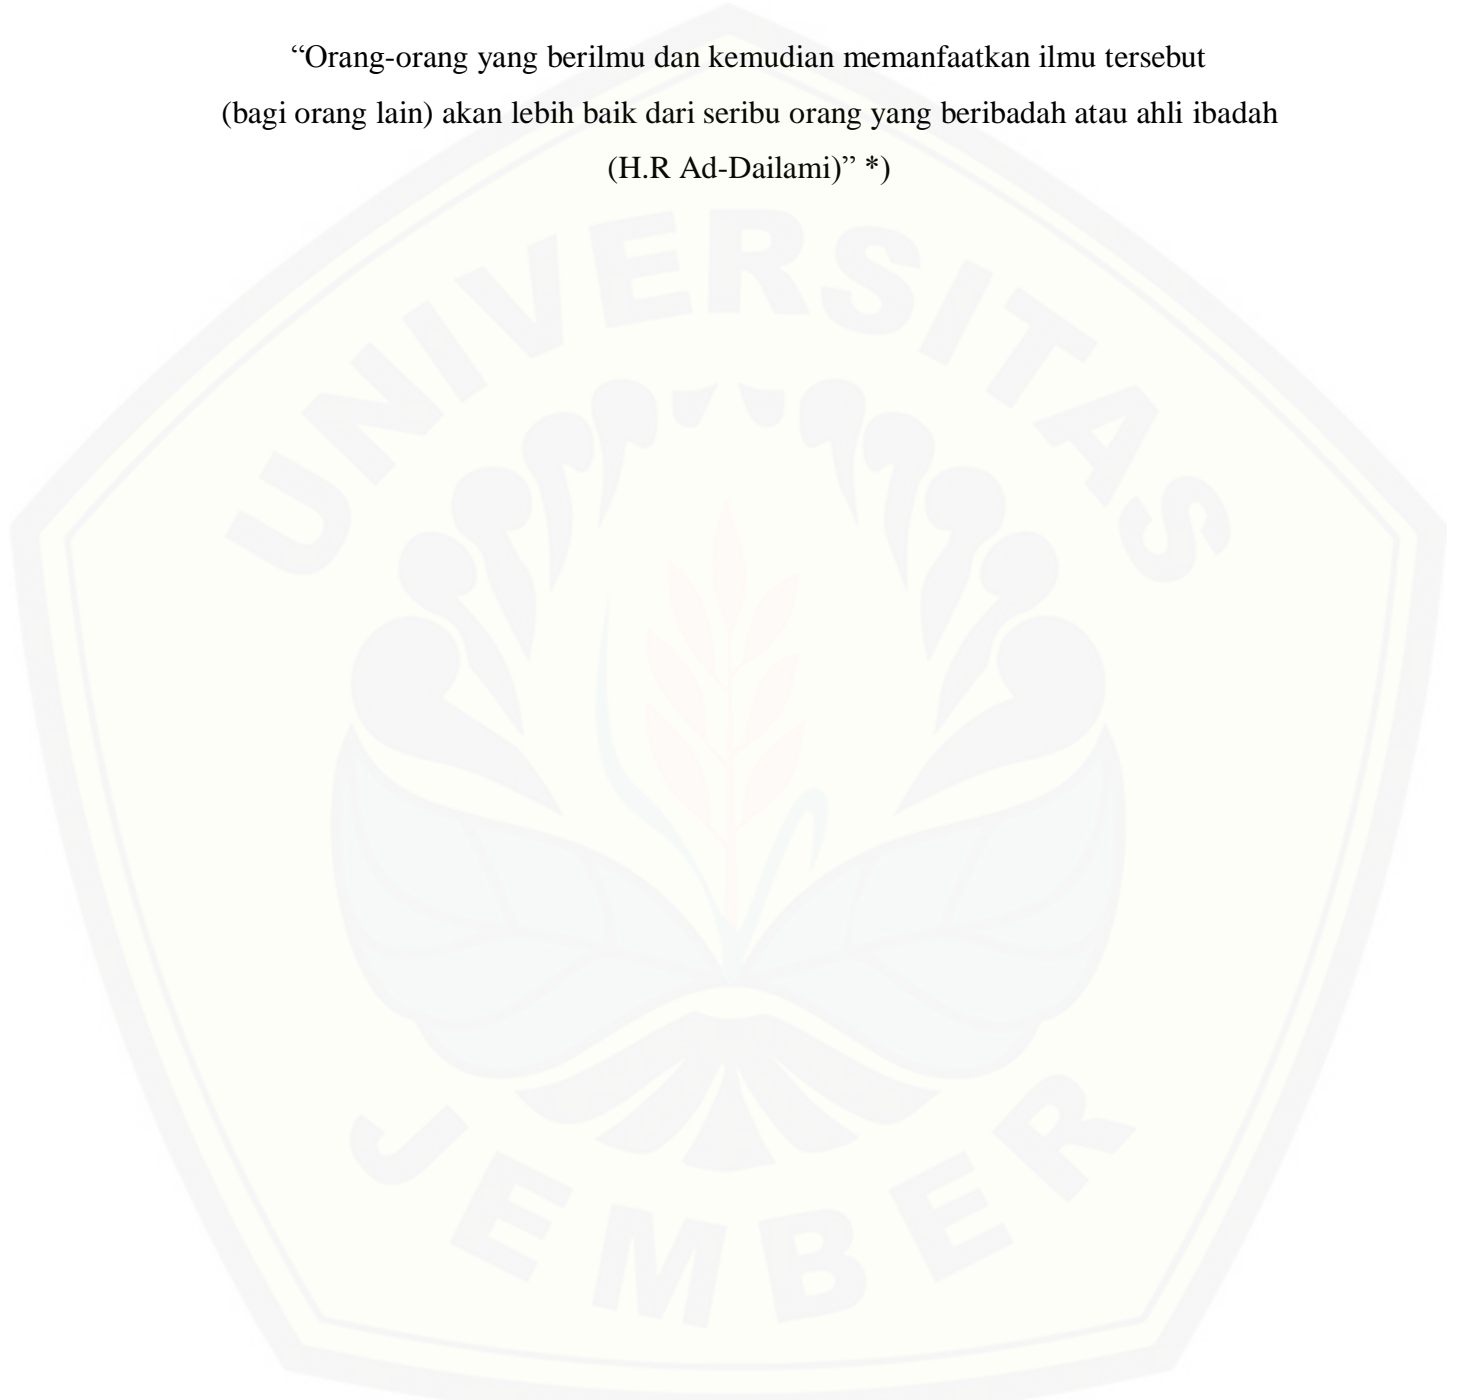 “Orang-orang yang berilmu dan kemudian memanfaatkan ilmu tersebut
(bagi orang lain) akan lebih baik dari seribu orang yang beribadah atau ahli ibadah
(H.R Ad-Dailami)” *)
UNIVERSITAS
JEMBER